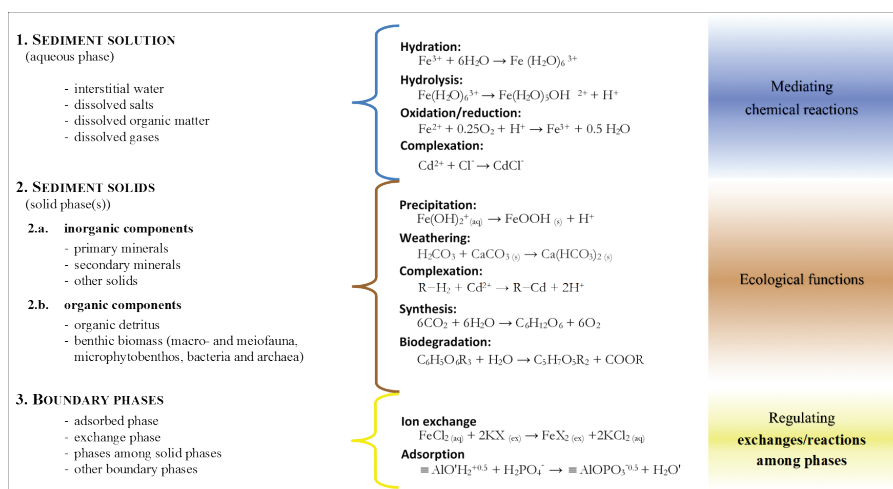 1. SEDIMENT SOLUTION
(aqueous phase)
- interstitial water
- dissolved salts
- dissolved organic matter
- dissolved gases
Hydration:
Fe³⁺ + 6H₂O → Fe (H₂O)₆ ³⁺
Hydrolysis:
Fe(H₂O)₆³⁺ → Fe(H₂O)₅OH ²⁺ + H⁺
Oxidation/reduction:
Fe²⁺ + 0.25O₂ + H⁺ → Fe³⁺ + 0.5 H₂O
Complexation:
Cd²⁺ + Cl⁻ → CdCl⁻
Mediating
chemical reactions
2. SEDIMENT SOLIDS
(solid phase(s))
2.a. inorganic components
- primary minerals
- secondary minerals
- other solids
2.b. organic components
- organic detritus
- benthic biomass (macro- and meiofauna,
microphytobenthos, bacteria and archaea)
Precipitation:
Fe(OH)₂⁺ (aq) → FeOOH (s) + H⁺
Weathering:
H₂CO₃ + CaCO₃ (s) → Ca(HCO₃)₂ (s)
Complexation:
R−H₂ + Cd²⁺ → R−Cd + 2H⁺
Synthesis:
6CO₂ + 6H₂O → C₆H₁₂O₆ + 6O₂
Biodegradation:
C₆H₅O₆R₃ + H₂O → C₅H₇O₅R₂ + COOR
Ecological functions
3. BOUNDARY PHASES
- adsorbed phase
- exchange phase
- phases among solid phases
- other boundary phases
Ion exchange
FeCl₂ (aq) + 2KX (ex) → FeX₂ (ex) +2KCl₂ (aq)
Adsorption
≡ AlO'H₂⁺⁰·⁵ + H₂PO₄⁻ → ≡ AlOPO₃⁻⁰·⁵ + H₂O'
Regulating
exchanges/reactions
among phases